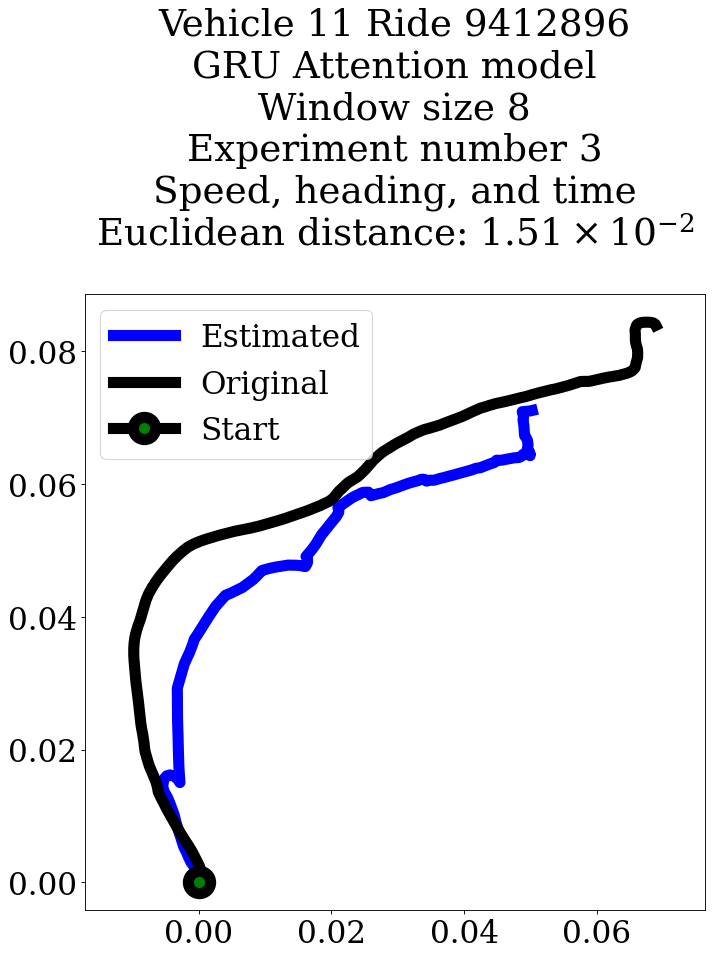 Vehicle 11 Ride 9412896
GRU Attention model
Window size 8
Experiment number 3
Speed, heading, and time
Euclidean distance: 1.51 × 10⁻²
Estimated
Original
Start
0.08
0.06
0.04
0.02
0.00
0.00 0.02 0.04 0.06